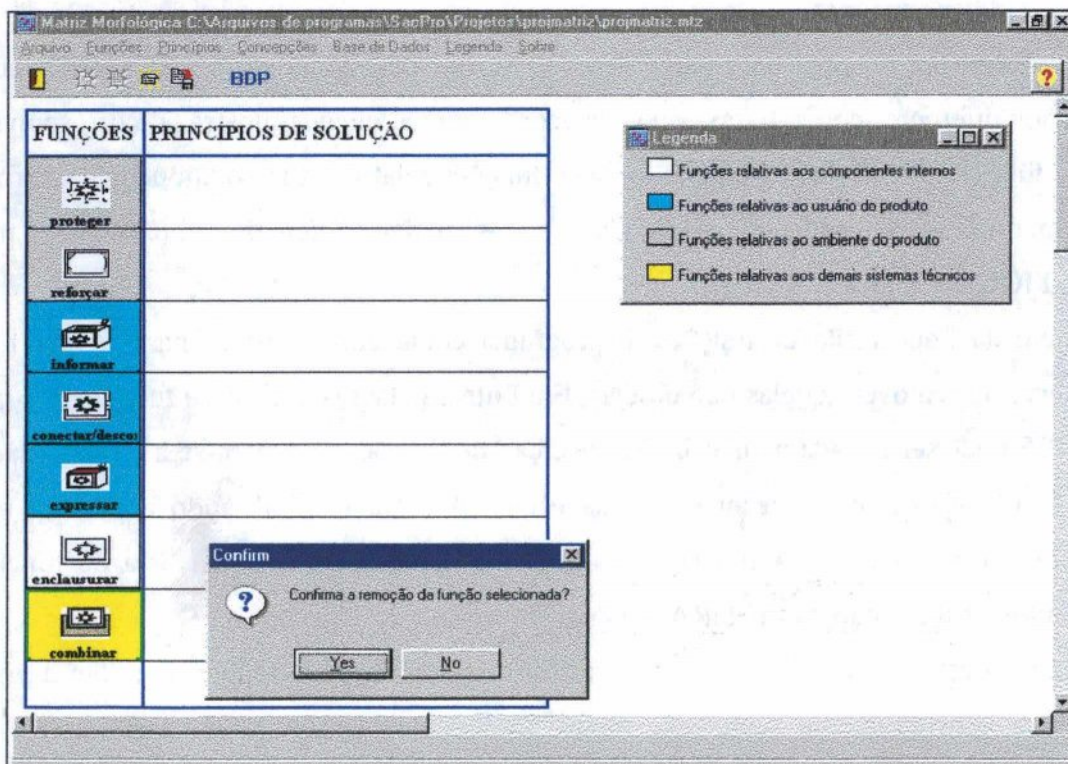 Matriz Morfológica C:\Arquivos de programas\SacPro\Projetos\projmatriz\projmatriz.mtz
Arquivo Funções Princípios Concepções Base de Dados Legenda Sobre
BDP
?
FUNÇÕES PRINCÍPIOS DE SOLUÇÃO
proteger
reforçar
informar
conectar/desco
expressar
enclausurar
combinar
Legenda
Funções relativas aos componentes internos
Funções relativas ao usuário do produto
Funções relativas ao ambiente do produto
Funções relativas aos demais sistemas técnicos
Confirm
?
Confirma a remoção da função selecionada?
Yes No